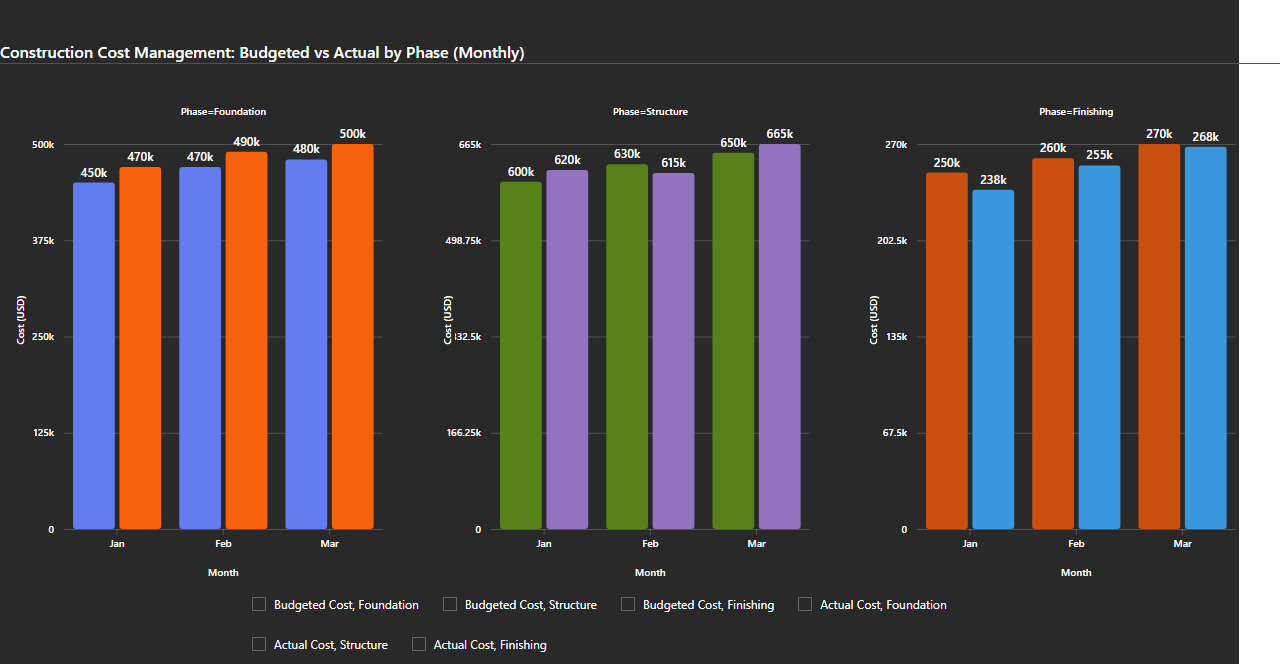 Construction Cost Management: Budgeted vs Actual by Phase (Monthly)
Phase=Foundation
500k
375k
250k
125k
0
Cost (USD)
450k
470k
470k
490k
480k
500k
Jan
Feb
Mar
Month
Phase=Structure
665k
498.75k
332.5k
166.25k
0
Cost (USD)
600k
620k
630k
615k
650k
665k
Jan
Feb
Mar
Month
Phase=Finishing
270k
202.5k
135k
67.5k
0
Cost (USD)
250k
238k
260k
255k
270k
268k
Jan
Feb
Mar
Month
Budgeted Cost, Foundation
Budgeted Cost, Structure
Budgeted Cost, Finishing
Actual Cost, Foundation
Actual Cost, Structure
Actual Cost, Finishing